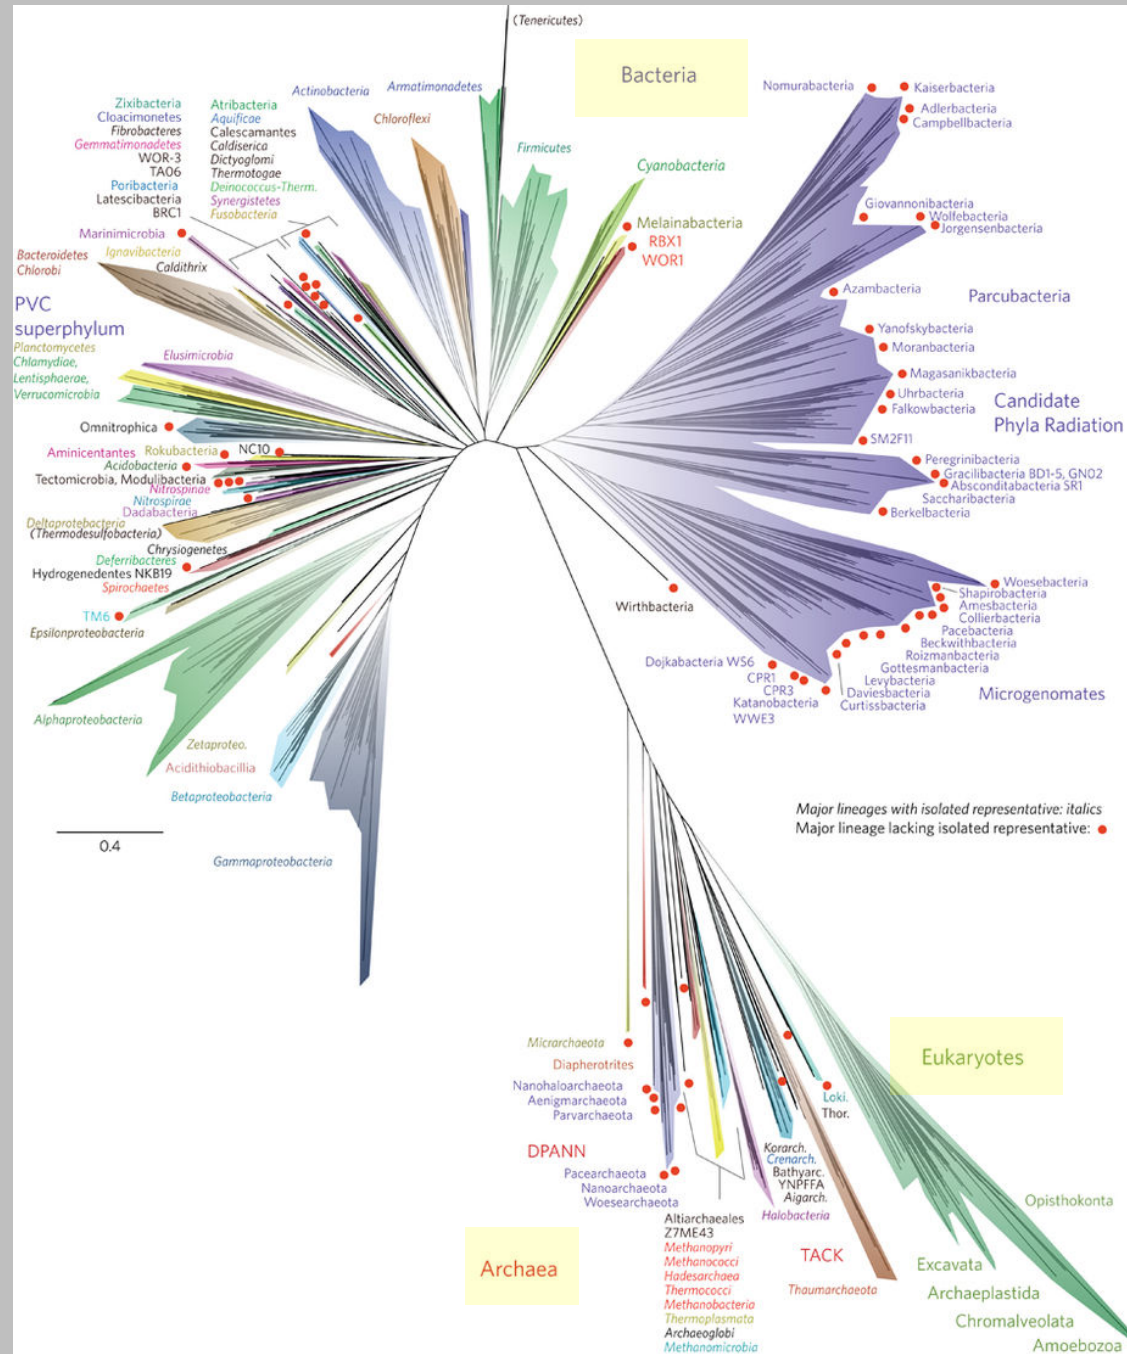 (Tenericutes)
Bacteria
Nomurabacteria
Kaiserbacteria
Adlerbacteria
Campbellbacteria
Actinobacteria
Armatimonadetes
Zixibacteria
Cloacimonetes
Fibrobacteres
Gemmatimonadetes
WOR-3
TA06
Poribacteria
Latescibacteria
BRC1
Atribacteria
Aquificae
Calescamantes
Caldiserica
Dictyoglomi
Thermotogae
Deinococcus-Therm.
Synergistetes
Fusobacteria
Chloroflexi
Firmicutes
Cyanobacteria
Melainabacteria
RBX1
WOR1
Giovannonibacteria
Wolfebacteria
Jorgensenbacteria
Marinimicrobia
Bacteroidetes
Chlorobi
Ignavibacteria
Caldithrix
Azambacteria
Parcubacteria
PVC
superphylum
Planctomycetes
Chlamydiae,
Lentisphaerae,
Verrucomicrobia
Elusimicrobia
Yanofskybacteria
Moranbacteria
Magasanikbacteria
Uhrbacteria
Falkowbacteria
Candidate
Phyla Radiation
SM2F11
Omnitrophica
Aminicentantes
Rokubacteria
NC10
Acidobacteria
Tectomicrobia, Modulibacteria
Nitrospinae
Nitrospirae
Dadabacteria
Deltaprotebacteria
(Thermodesulfobacteria)
Chrysiogenetes
Deferribacteres
Hydrogenedentes NKB19
Spirochaetes
TM6
Epsilonproteobacteria
Peregrinibacteria
Gracilibacteria BD1-5, GN02
Absconditabacteria SR1
Saccharibacteria
Berkelbacteria
Wirthbacteria
Woesebacteria
Shapirobacteria
Amesbacteria
Collierbacteria
Pacebacteria
Beckwithbacteria
Roizmanbacteria
Gottesmanbacteria
Levybacteria
Daviesbacteria
Curtissbacteria
Microgenomates
Dojkabacteria WS6
CPR1
CPR3
Katanobacteria
WWE3
Alphaproteobacteria
Zetaproteo.
Acidithiobacillia
Betaproteobacteria
Gammaproteobacteria
0.4
Major lineages with isolated representative: italics
Major lineage lacking isolated representative:
Micrarchaeota
Diapherotrites
Nanohaloarchaeota
Aenigmarchaeota
Parvarchaeota
DPANN
Pacearchaeota
Nanoarchaeota
Woesearchaeota
Archaea
Altiarchaeales
Z7ME43
Methanopyri
Methanococci
Hadesarchaea
Thermococci
Methanobacteria
Thermoplasmata
Archaeoglobi
Methanomicrobia
Halobacteria
Korarch.
Crenarch.
Bathyarc.
YNPFFA
Aigarch.
TACK
Thaumarchaeota
Loki.
Thor.
Eukaryotes
Opisthokonta
Excavata
Archaeplastida
Chromalveolata
Amoebozoa